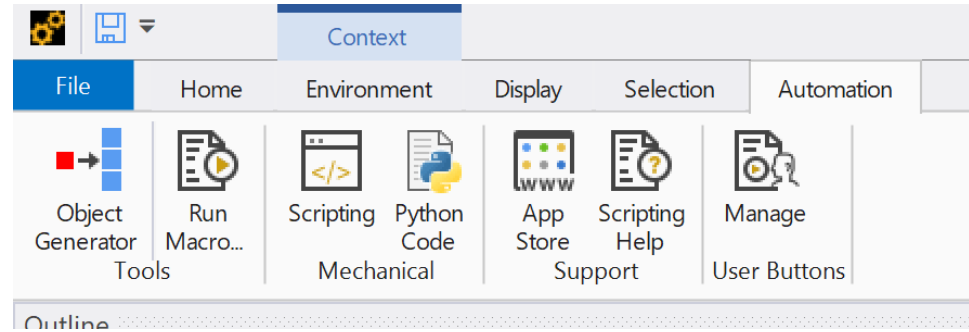 Context
File Home Environment Display Selection Automation
</> WWW
Object Generator Run Macro... Scripting Python Code App Store Scripting Help Manage
Tools Mechanical Support User Buttons
Outline